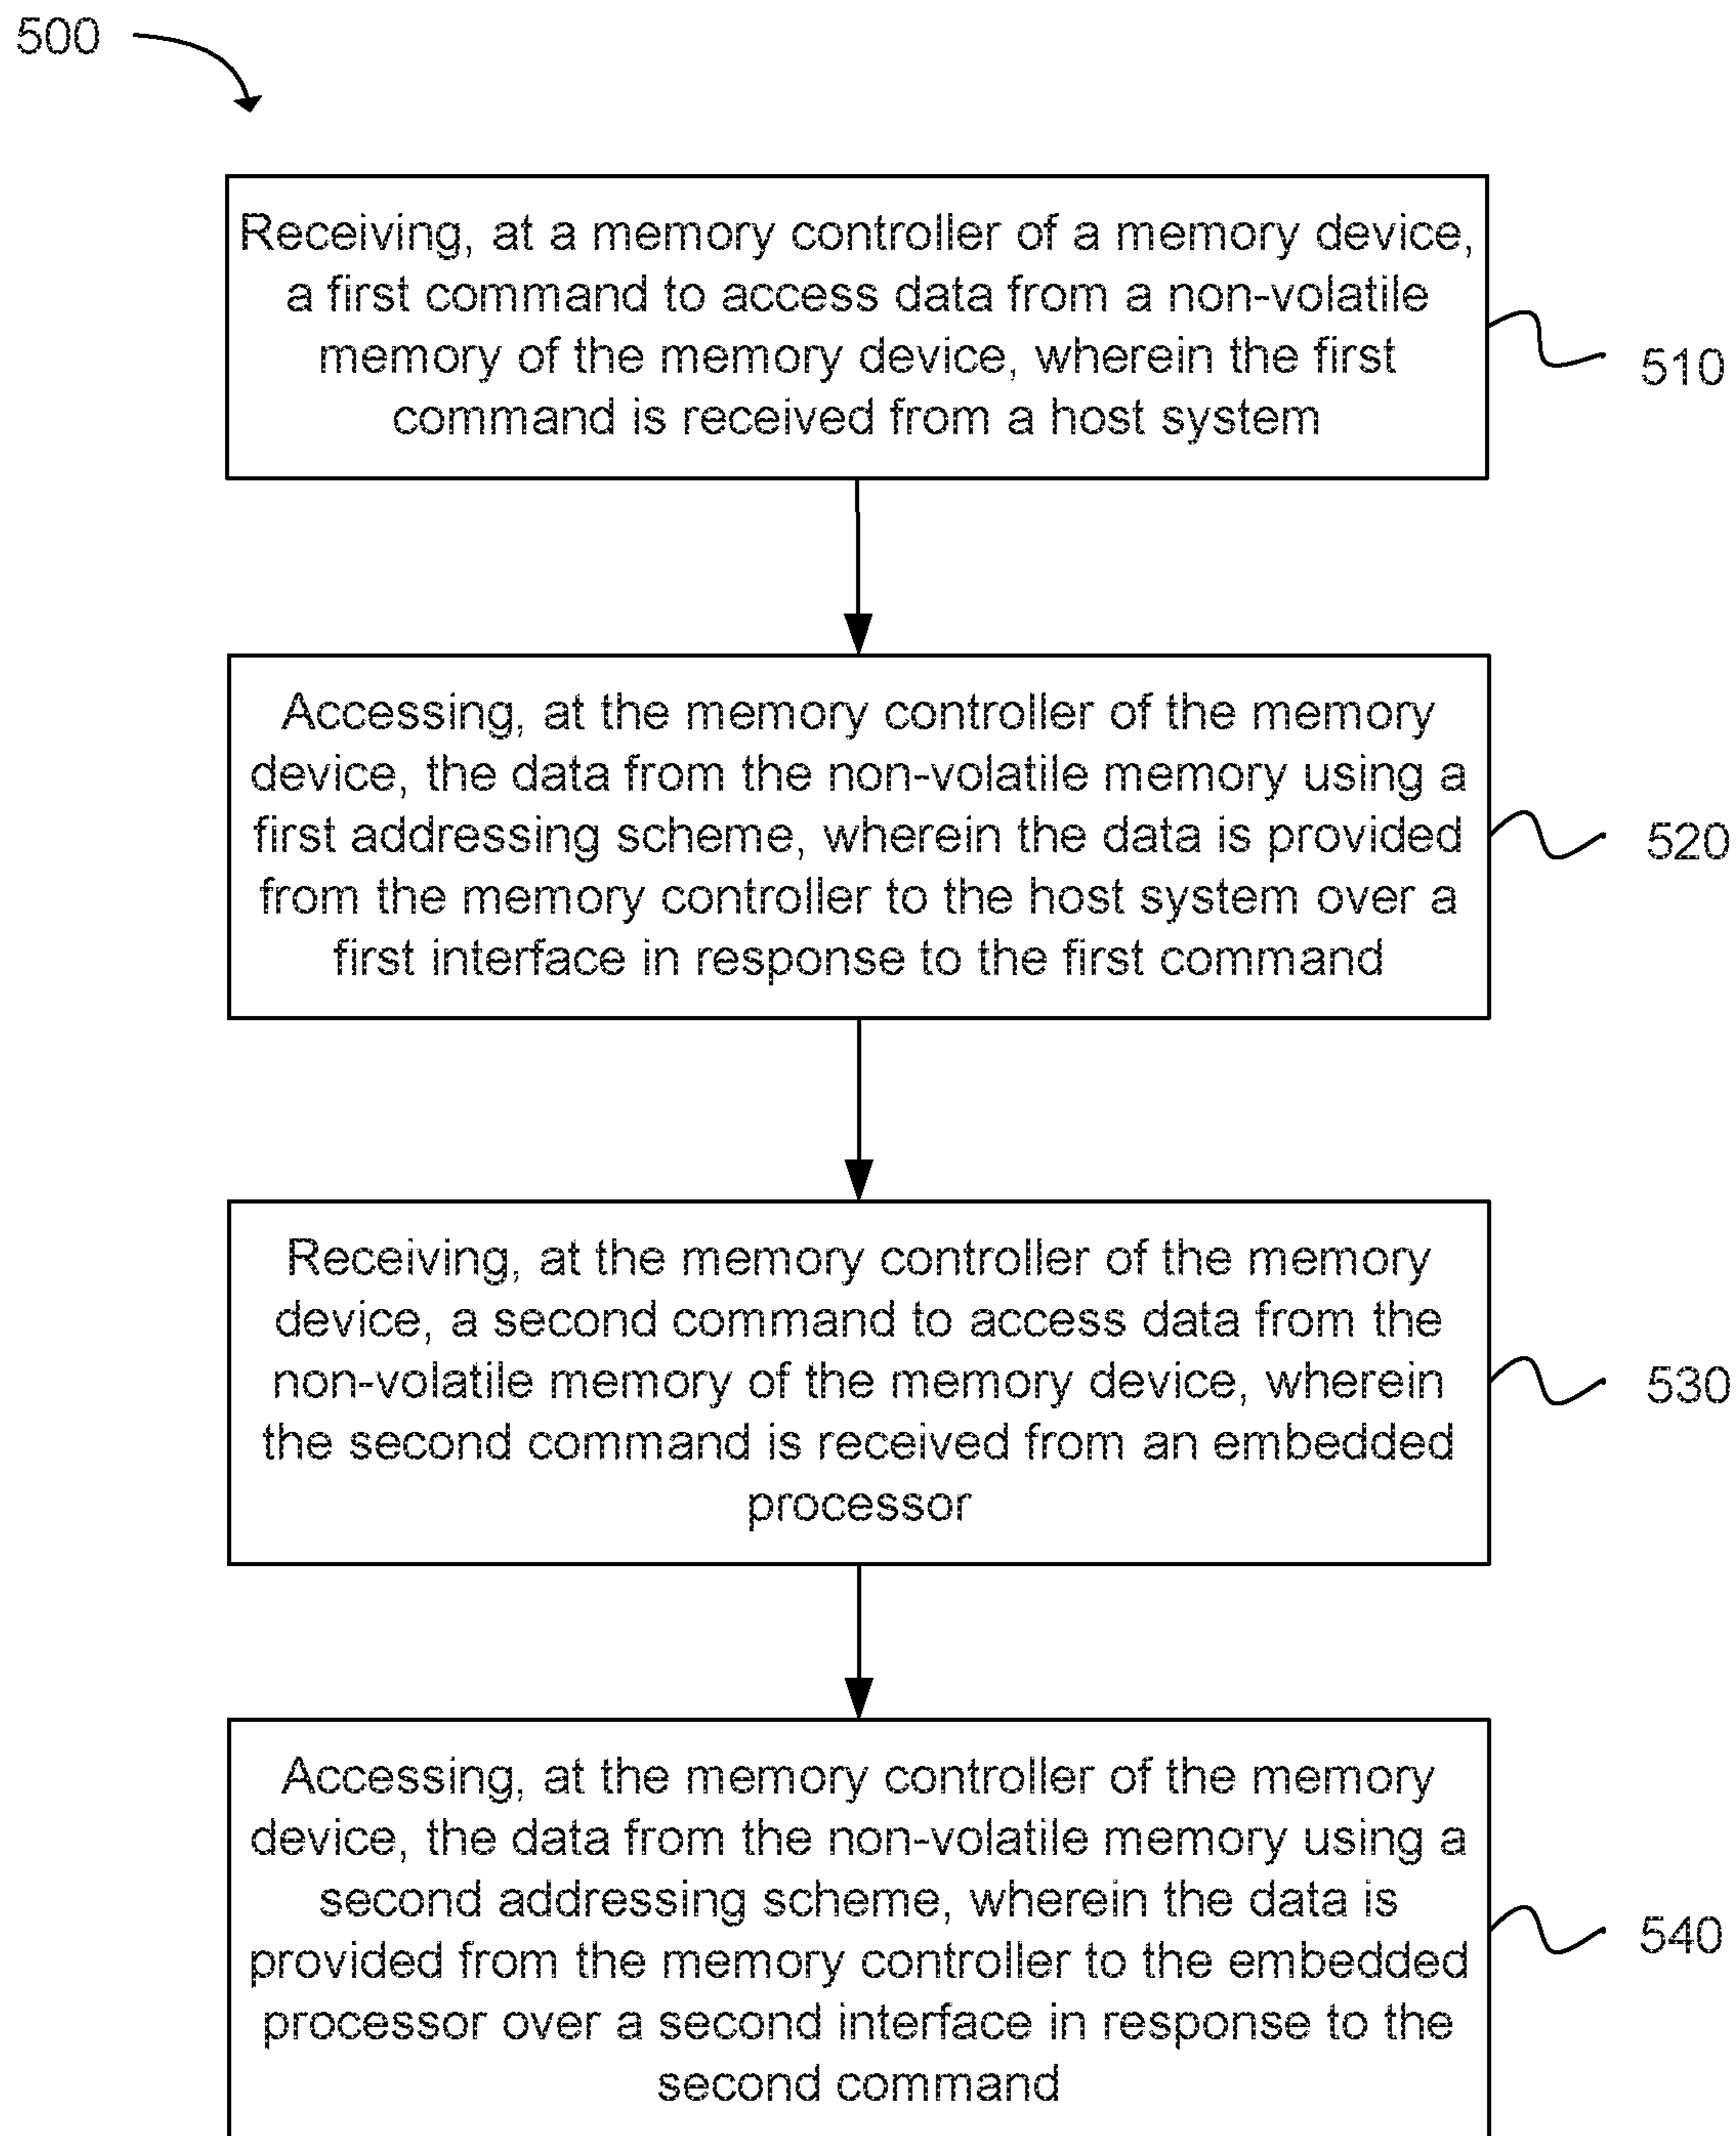 500
Receiving, at a memory controller of a memory device,
a first command to access data from a non-volatile
memory of the memory device, wherein the first
command is received from a host system
510
Accessing, at the memory controller of the memory
device, the data from the non-volatile memory using a
first addressing scheme, wherein the data is provided
from the memory controller to the host system over a
first interface in response to the first command
520
Receiving, at the memory controller of the memory
device, a second command to access data from the
non-volatile memory of the memory device, wherein
the second command is received from an embedded
processor
530
Accessing, at the memory controller of the memory
device, the data from the non-volatile memory using a
second addressing scheme, wherein the data is
provided from the memory controller to the embedded
processor over a second interface in response to the
second command
540